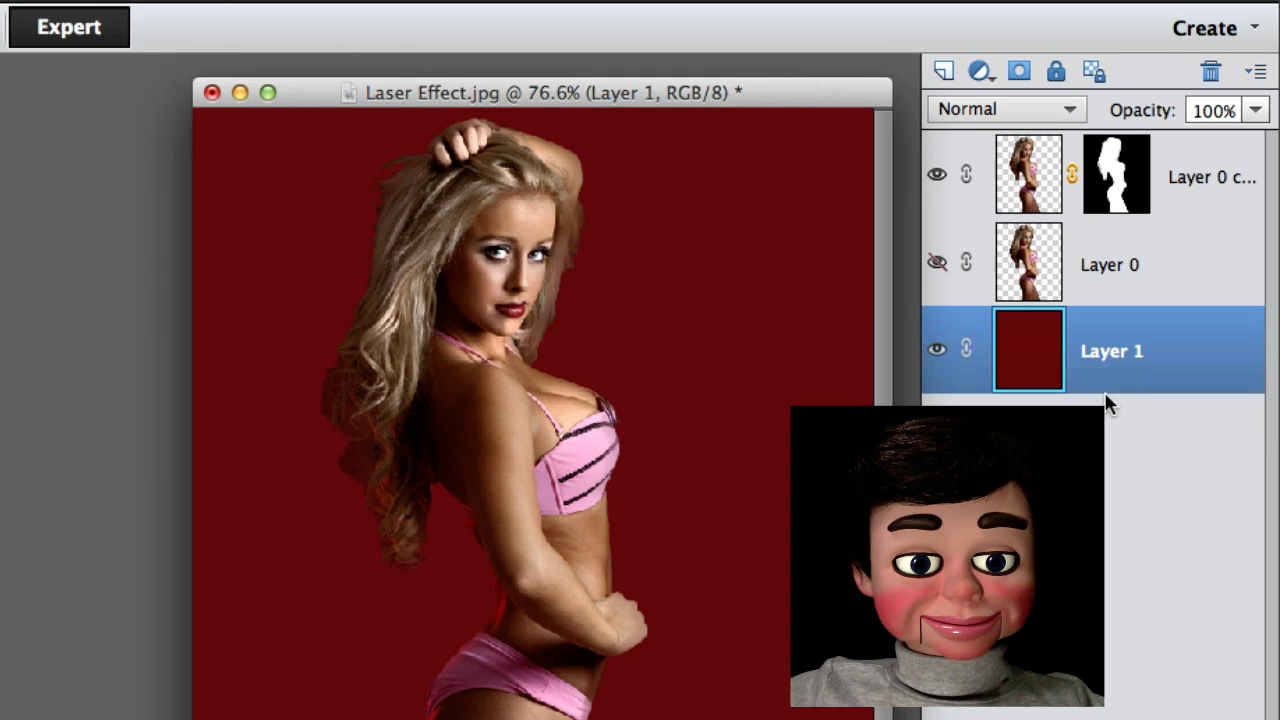 Expert
Create
Laser Effect.jpg @ 76.6% (Layer 1, RGB/8) *
Normal
Opacity: 100%
Layer 0 c...
Layer 0
Layer 1